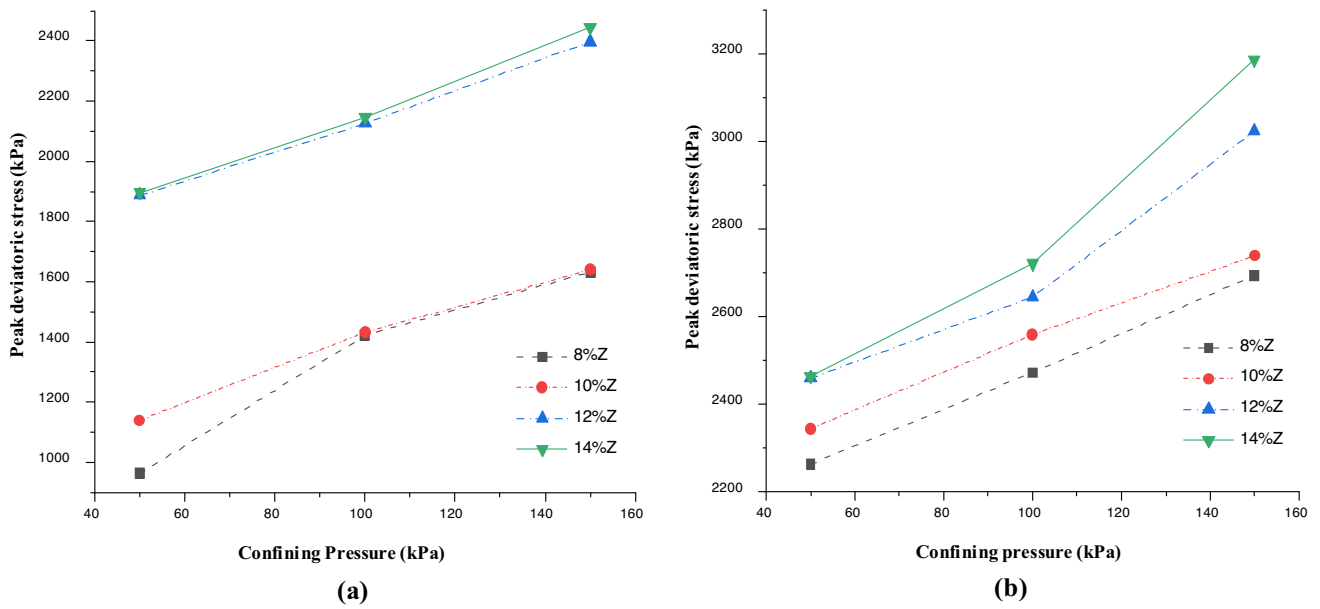 Peak deviatoric stress (kPa)
2400
2200
2000
1800
1600
1400
1200
1000
40
60
80
100
120
140
160
8%Z
10%Z
12%Z
14%Z
Confining Pressure (kPa)
(a)
Peak deviatoric stress (kPa)
3200
3000
2800
2600
2400
2200
40
60
80
100
120
140
160
8%Z
10%Z
12%Z
14%Z
Confining pressure (kPa)
(b)